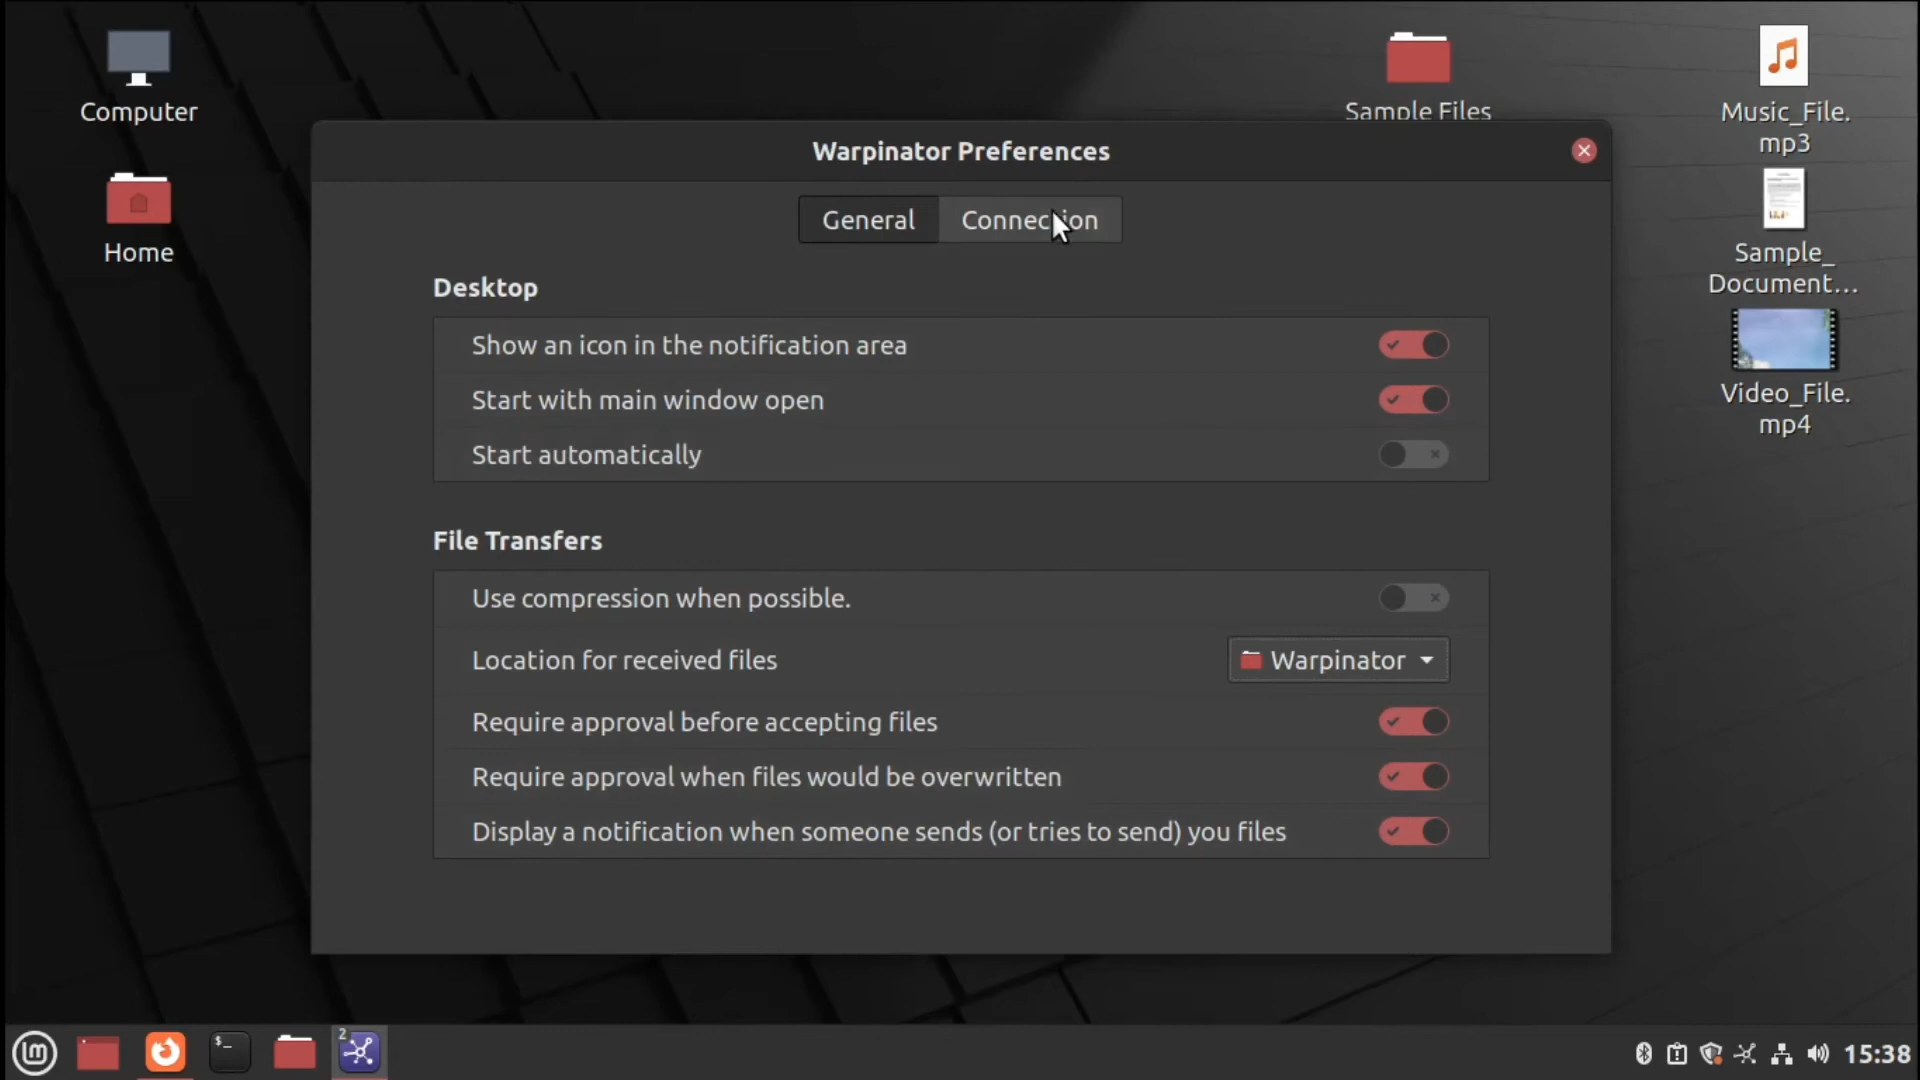 Computer
Home
Sample Files
Music_File.
mp3
Sample_
Document...
Video_File.
mp4
Warpinator Preferences
General
Connection
Desktop
Show an icon in the notification area
Start with main window open
Start automatically
File Transfers
Use compression when possible.
Location for received files
Warpinator
Require approval before accepting files
Require approval when files would be overwritten
Display a notification when someone sends (or tries to send) you files
$_
2
15:38